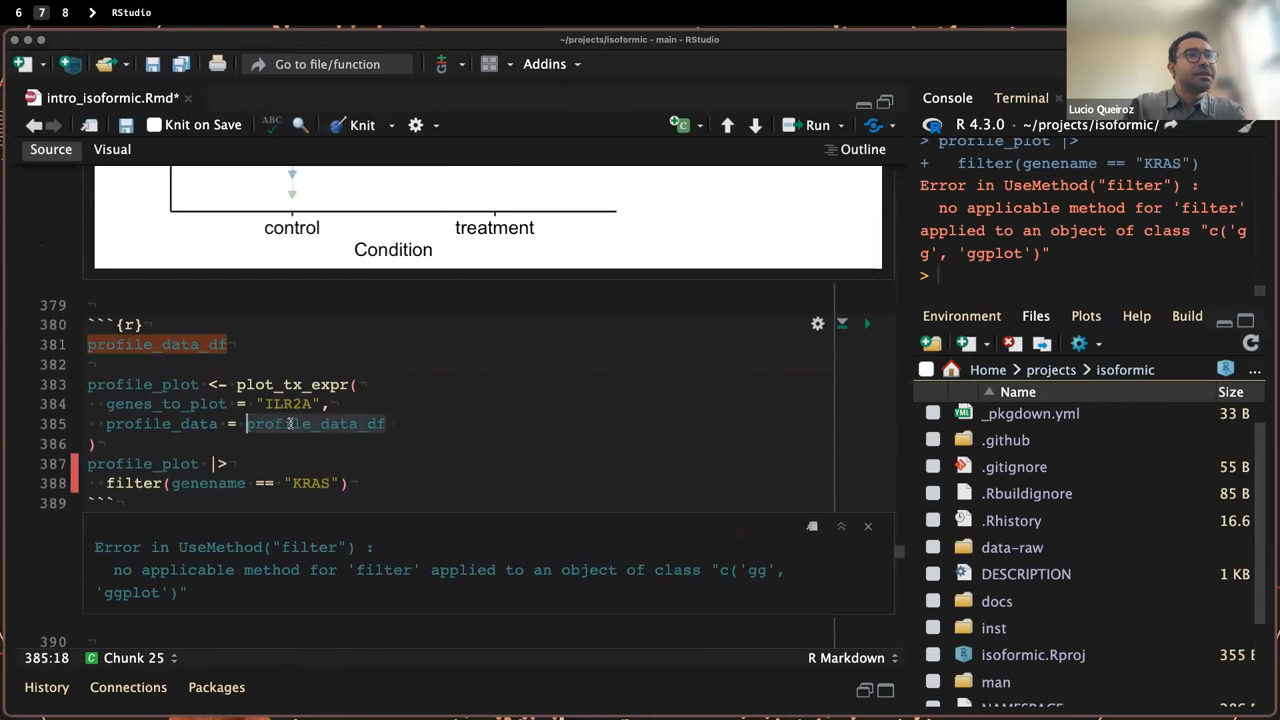 6 7 8 RStudio
~/projects/isoformic - main - RStudio
Go to file/function Addins
Lucio Queiroz
intro_isoformic.Rmd*
Knit on Save ABC Knit Run
Source Visual Outline
control treatment
Condition
379
380 ```{r}
381 profile_data_df
382
383 profile_plot <- plot_tx_expr(
384 genes_to_plot = "ILR2A",
385 profile_data = profile_data_df
386 )
387 profile_plot |>
388 filter(genename == "KRAS")
389 ```
Error in UseMethod("filter") :
no applicable method for 'filter' applied to an object of class "c('gg',
'ggplot')"
390
385:18 C Chunk 25 R Markdown
History Connections Packages
Console Terminal
R 4.3.0 · ~/projects/isoformic/
> profile_plot |>
+ filter(genename == "KRAS")
Error in UseMethod("filter") :
no applicable method for 'filter'
applied to an object of class "c('g
g', 'ggplot')"
>
Environment Files Plots Help Build
Home projects isoformic ...
Name Size
_pkgdown.yml 33 B
.github
.gitignore 55 B
.Rbuildignore 85 B
.Rhistory 16.6
data-raw
DESCRIPTION 1 KB
docs
inst
isoformic.Rproj 355 B
man
NAMESPACE